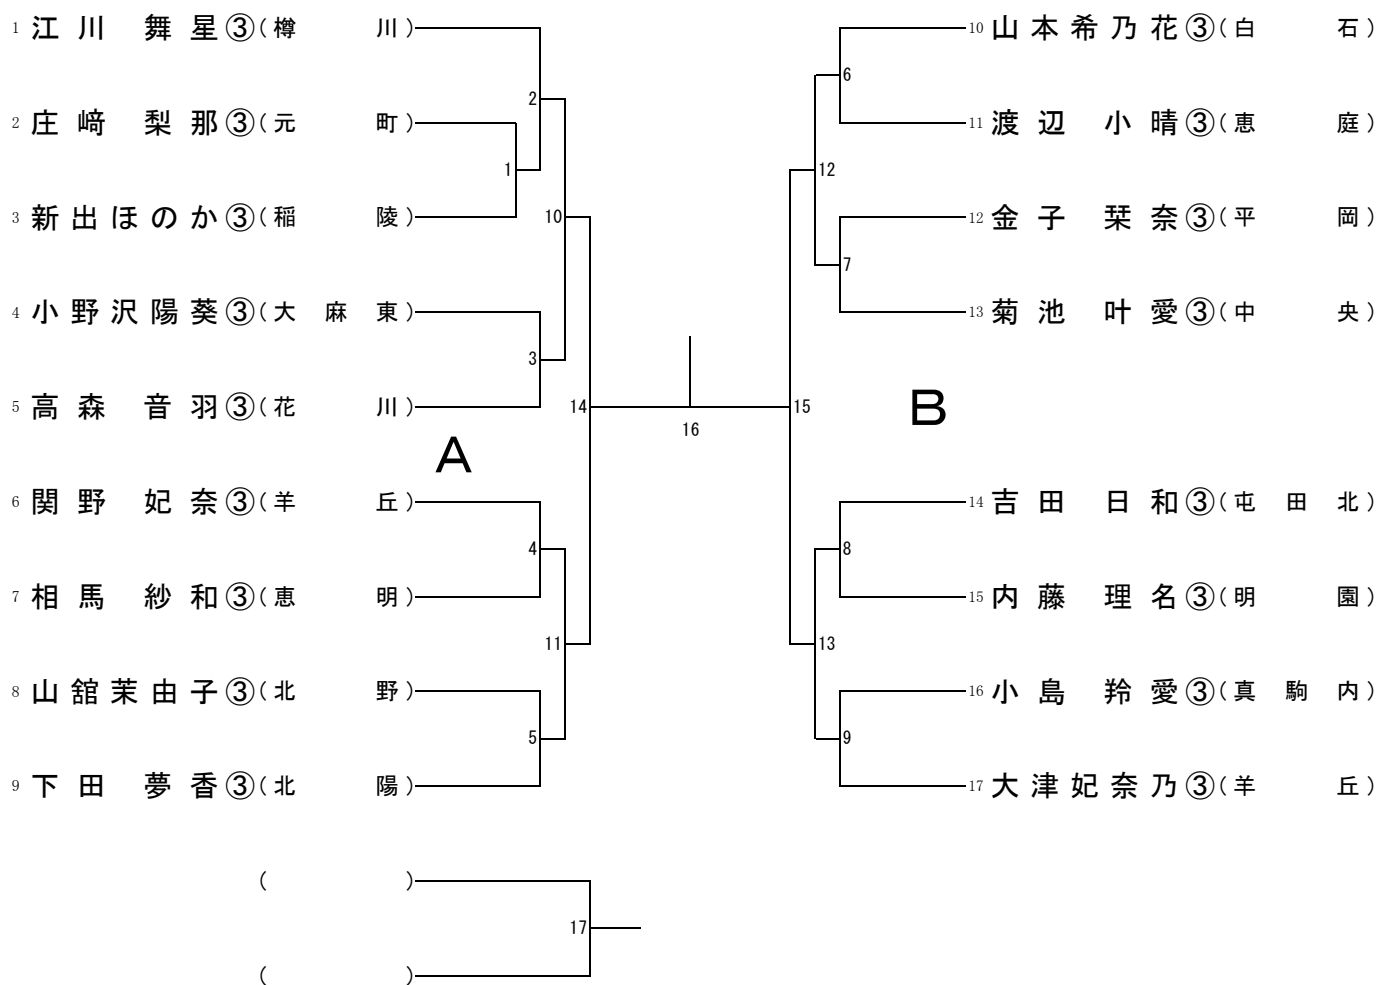 1 江川 舞星③(樽川)
2
2 庄﨑 梨那③(元町)
1
3 新出ほのか③(稲陵)
10
4 小野沢陽葵③(大麻東)
3
5 高森 音羽③(花川)
14
A
6 関野 妃奈③(羊丘)
4
7 相馬 紗和③(恵明)
11
8 山舘茉由子③(北野)
5
9 下田 夢香③(北陽)
16
10 山本希乃花③(白石)
6
11 渡辺 小晴③(恵庭)
12
12 金子 栞奈③(平岡)
7
13 菊池 叶愛③(中央)
15
B
14 吉田 日和③(屯田北)
8
15 内藤 理名③(明園)
13
16 小島 羚愛③(真駒内)
9
17 大津妃奈乃③(羊丘)
( )
17
( )